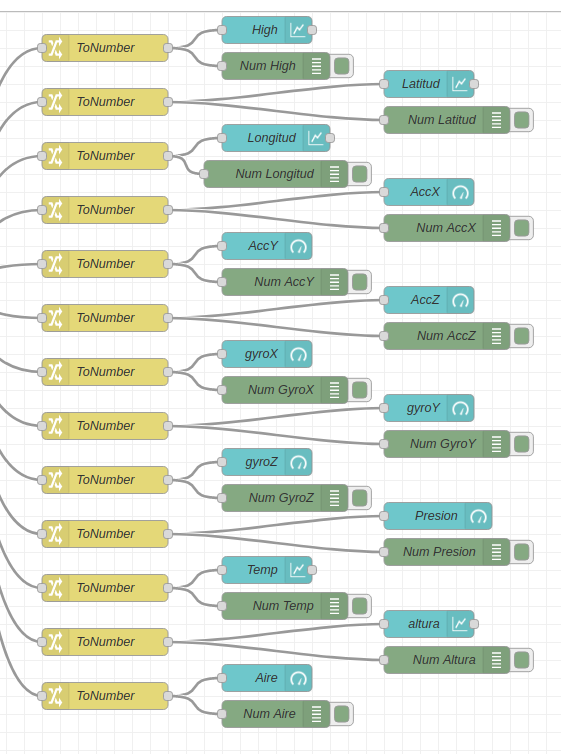 High
ToNumber
Num High
Latitud
ToNumber
Num Latitud
Longitud
ToNumber
Num Longitud
AccX
ToNumber
Num AccX
AccY
ToNumber
Num AccY
AccZ
ToNumber
Num AccZ
gyroX
ToNumber
Num GyroX
gyroY
ToNumber
Num GyroY
gyroZ
ToNumber
Num GyroZ
Presion
ToNumber
Num Presion
Temp
ToNumber
Num Temp
altura
ToNumber
Num Altura
Aire
ToNumber
Num Aire